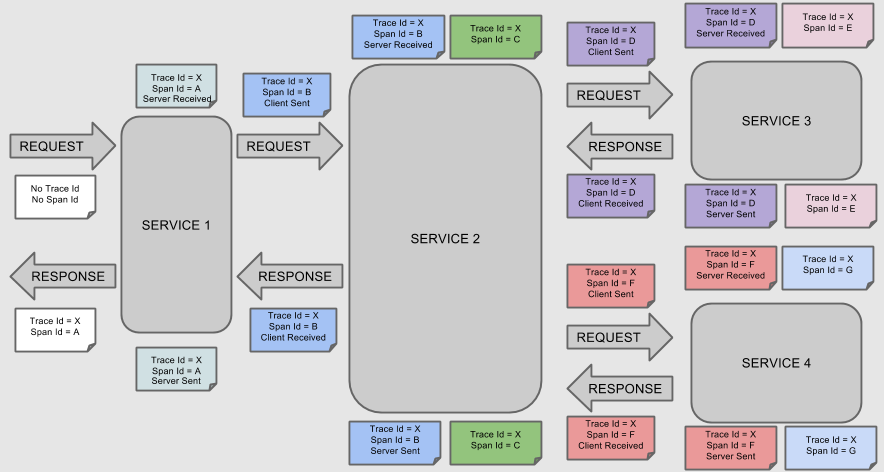 Trace Id = X
Span Id = A
Server Received
Trace Id = X
Span Id = B
Client Sent
Trace Id = X
Span Id = B
Server Received
Trace Id = X
Span Id = C
Trace Id = X
Span Id = D
Client Sent
Trace Id = X
Span Id = D
Server Received
Trace Id = X
Span Id = E
REQUEST
No Trace Id
No Span Id
SERVICE 1
REQUEST
SERVICE 2
REQUEST
RESPONSE
SERVICE 3
Trace Id = X
Span Id = D
Client Received
Trace Id = X
Span Id = D
Server Sent
Trace Id = X
Span Id = E
RESPONSE
Trace Id = X
Span Id = A
RESPONSE
Trace Id = X
Span Id = B
Client Received
Trace Id = X
Span Id = F
Client Sent
Trace Id = X
Span Id = F
Server Received
Trace Id = X
Span Id = G
REQUEST
RESPONSE
SERVICE 4
Trace Id = X
Span Id = A
Server Sent
Trace Id = X
Span Id = B
Server Sent
Trace Id = X
Span Id = C
Trace Id = X
Span Id = F
Client Received
Trace Id = X
Span Id = F
Server Sent
Trace Id = X
Span Id = G